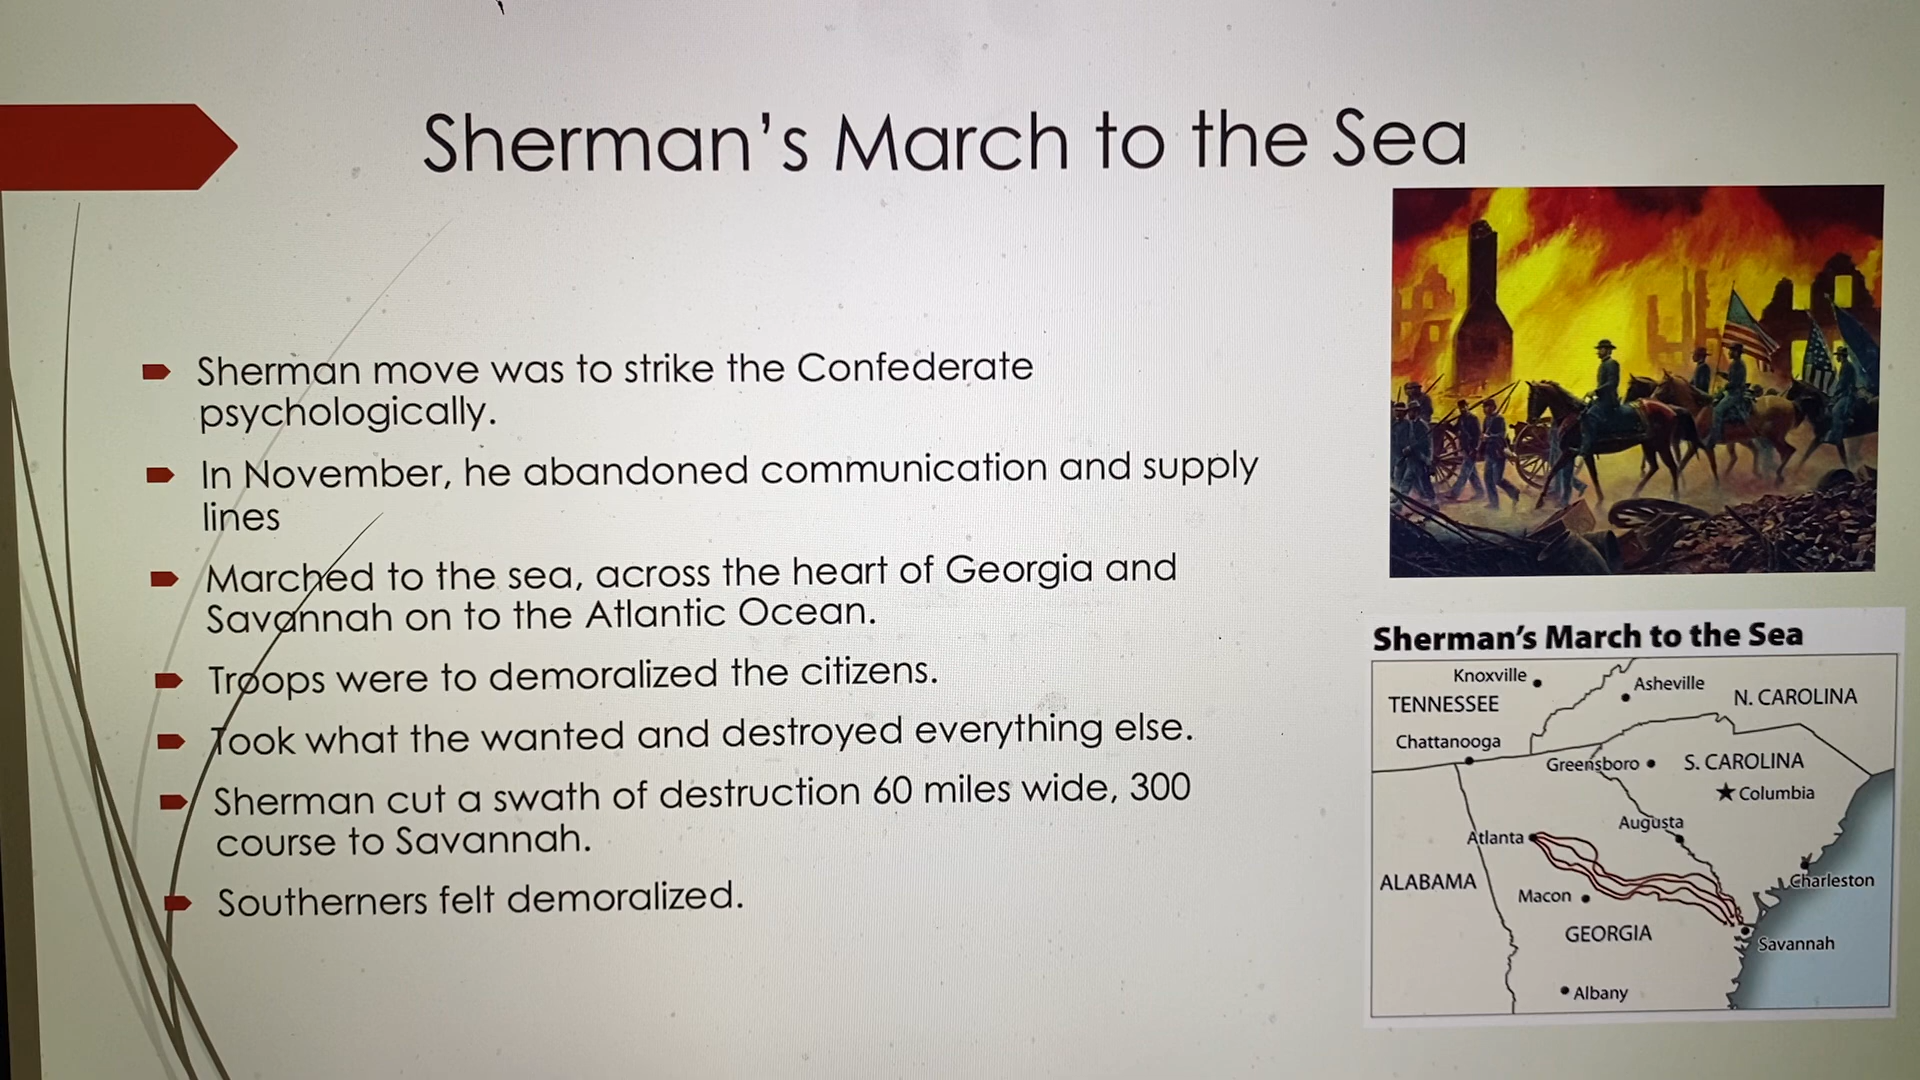 Sherman's March to the Sea
Sherman move was to strike the Confederate
psychologically.
In November, he abandoned communication and supply
lines
Marched to the sea, across the heart of Georgia and
Savannah on to the Atlantic Ocean.
Troops were to demoralized the citizens.
Took what the wanted and destroyed everything else.
Sherman cut a swath of destruction 60 miles wide, 300
course to Savannah.
Southerners felt demoralized.
Sherman's March to the Sea
Knoxville
Asheville
TENNESSEE
N. CAROLINA
Chattanooga
Greensboro
S. CAROLINA
Columbia
Augusta
Atlanta
ALABAMA
Charleston
Macon
GEORGIA
Savannah
Albany